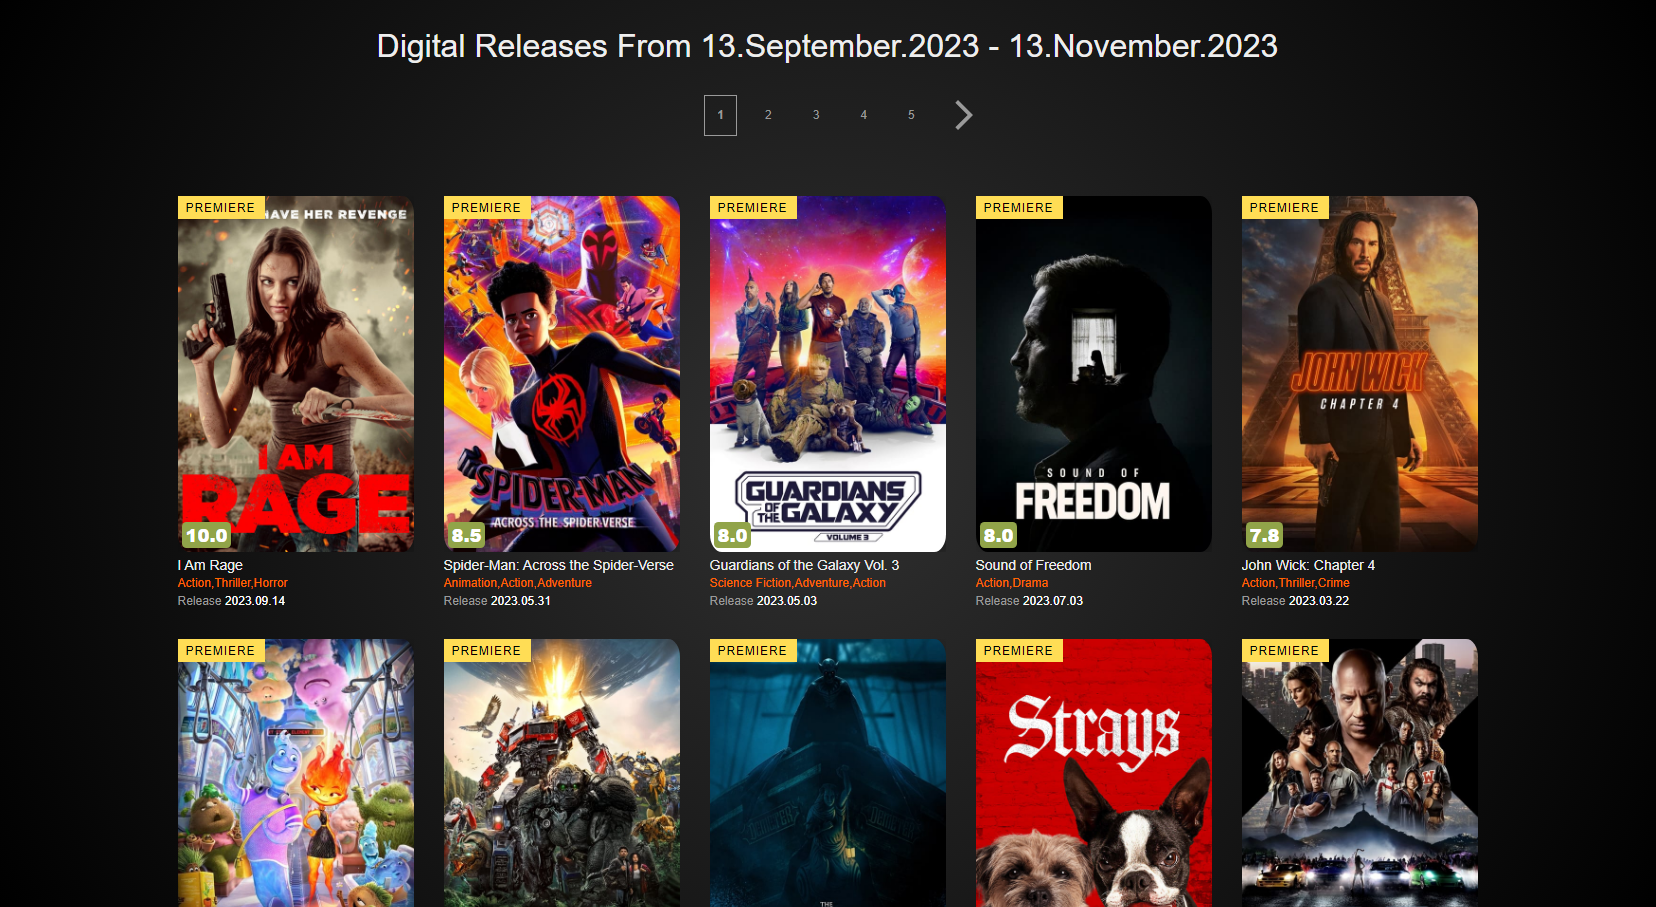 Digital Releases From 13.September.2023 - 13.November.2023
1 2 3 4 5
PREMIERE
HAVE HER REVENGE
I AM
RAGE
10.0
I Am Rage
Action,Thriller,Horror
Release 2023.09.14
PREMIERE
SPIDER-MAN
ACROSS THE SPIDER-VERSE
8.5
Spider-Man: Across the Spider-Verse
Animation,Action,Adventure
Release 2023.05.31
PREMIERE
GUARDIANS
OF THE GALAXY
VOLUME 3
8.0
Guardians of the Galaxy Vol. 3
Science Fiction,Adventure,Action
Release 2023.05.03
PREMIERE
SOUND OF
FREEDOM
8.0
Sound of Freedom
Action,Drama
Release 2023.07.03
PREMIERE
JOHN WICK
CHAPTER 4
7.8
John Wick: Chapter 4
Action,Thriller,Crime
Release 2023.03.22
PREMIERE
PREMIERE
PREMIERE
THE
PREMIERE
Strays
PREMIERE